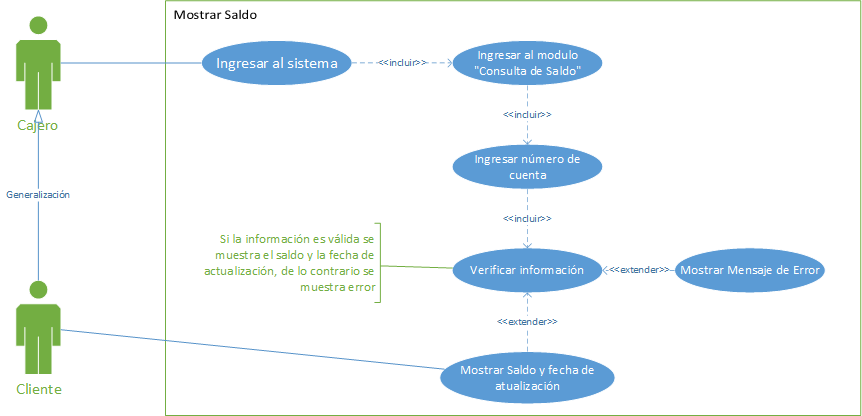 Mostrar Saldo
Cajero
Ingresar al sistema
<<incluir>>
Ingresar al modulo
"Consulta de Saldo"
<<incluir>>
Ingresar número de
cuenta
Generalización
<<incluir>>
Si la información es válida se
muestra el saldo y la fecha de
actualización, de lo contrario se
muestra error
Verificar información
<<extender>>
Mostrar Mensaje de Error
<<extender>>
Mostrar Saldo y fecha de
atualización
Cliente